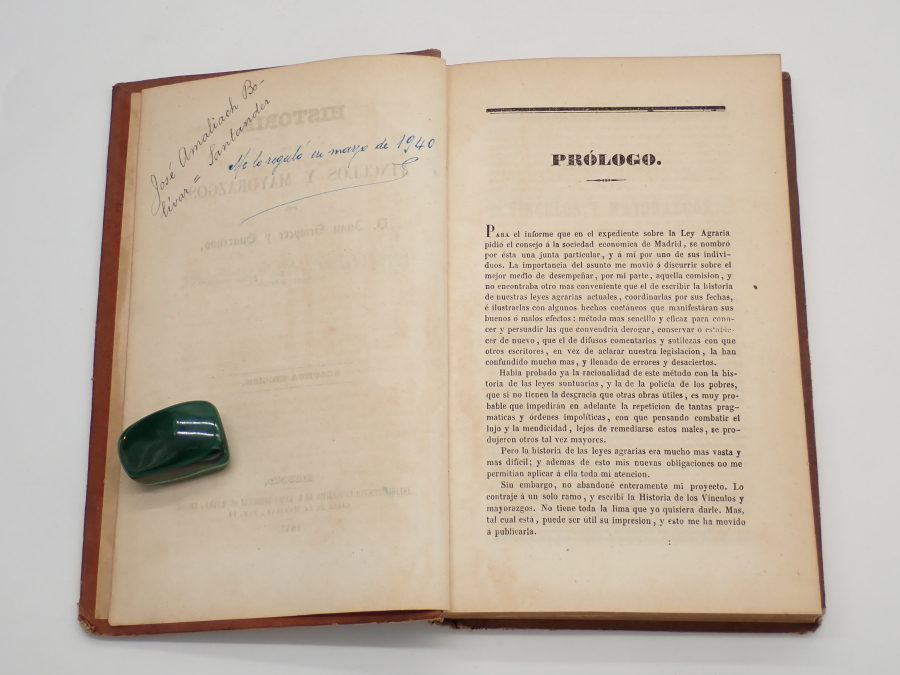 José Amaliach Bo-
lívar = Santander
Me lo regaló en marzo de 1940
HISTORIA
VÍNCULOS Y MAYORAZGOS
D. Juan Sempere y Guarinos,
PRÓLOGO.
PARA el informe que en el expediente sobre la Ley Agraria
pidió el consejo á la sociedad económica de Madrid, se nombró
por ésta una junta particular, y á mí por uno de sus indivi-
duos. La importancia del asunto me movió á discurrir sobre el
mejor medio de desempeñar, por mi parte, aquella comision, y
no encontraba otro mas conveniente que el de escribir la historia
de nuestras leyes agrarias actuales, coordinarlas por sus fechas,
é ilustrarlas con algunos hechos coetáneos que manifestáran sus
buenos ó malos efectos: método mas sencillo y eficaz para cono-
cer y persuadir las que convendria derogar, conservar ó estable-
cer de nuevo, que el de difusos comentarios y sutilezas con que
otros escritores, en vez de aclarar nuestra legislacion, la han
confundido mucho mas, y llenado de errores y desaciertos.
Habia probado ya la racionalidad de este método con la his-
toria de las leyes suntuarias, y la de la policía de los pobres,
que si no tienen la desgracia que otras obras útiles, es muy pro-
bable que impedirán en adelante la repeticion de tantas prag-
máticas y órdenes impolíticas, con que pensando combatir el
lujo y la mendicidad, lejos de remediarse estos males, se pro-
dujeron otros tal vez mayores.
Pero la historia de las leyes agrarias era mucho mas vasta y
mas difícil; y ademas de esto mis nuevas obligaciones no me
permitian aplicar á ella toda mi atencion.
Sin embargo, no abandoné enteramente mi proyecto. Lo
contraje á un solo ramo, y escribí la Historia de los Vínculos y
mayorazgos. No tiene toda la lima que yo quisiera darle. Mas,
tal cual está, puede ser útil su impresion, y esto me ha movido
á publicarla.